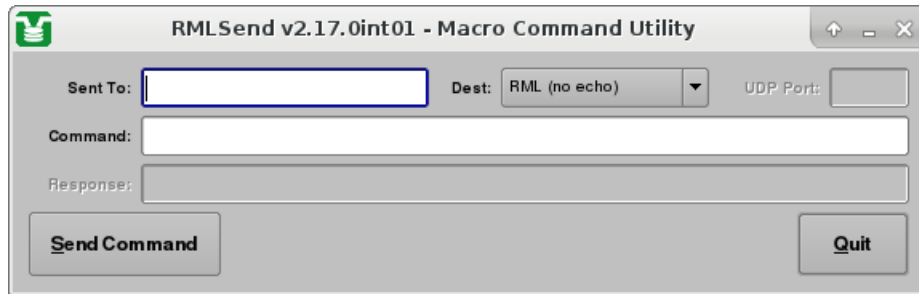 RMLSend v2.17.0int01 - Macro Command Utility
Sent To: Dest: RML (no echo) UDP Port:
Command:
Response:
Send Command Quit